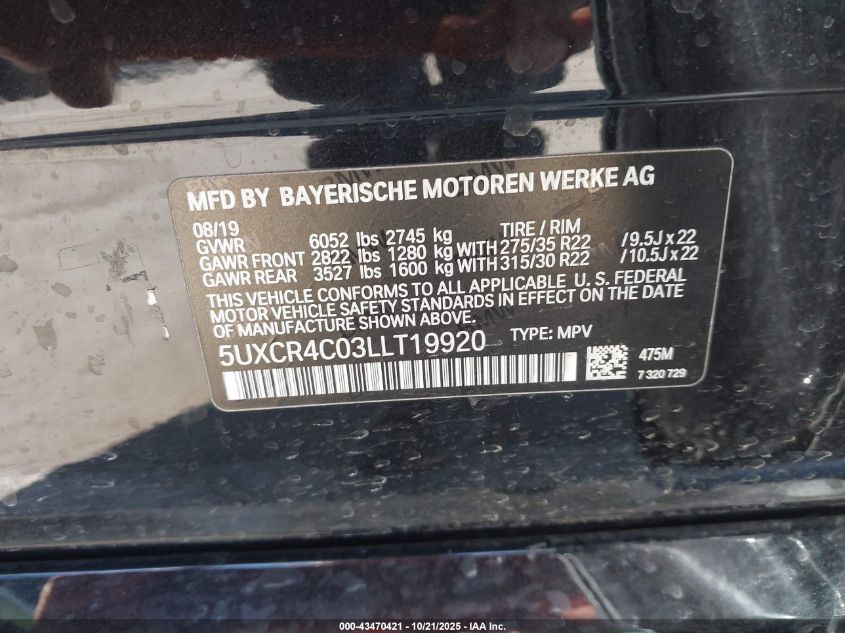 MFD BY BAYERISCHE MOTOREN WERKE AG
08/19 TIRE / RIM
GVWR 6052 lbs 2745 kg
GAWR FRONT 2822 lbs 1280 kg WITH 275/35 R22 /9.5J x 22
GAWR REAR 3527 lbs 1600 kg WITH 315/30 R22 /10.5J x 22
THIS VEHICLE CONFORMS TO ALL APPLICABLE U. S. FEDERAL
MOTOR VEHICLE SAFETY STANDARDS IN EFFECT ON THE DATE
OF MANUFACTURE SHOWN ABOVE.
5UXCR4C03LLT19920 TYPE: MPV
475M
7 320 729
000-43470421 - 10/21/2025 - IAA Inc.